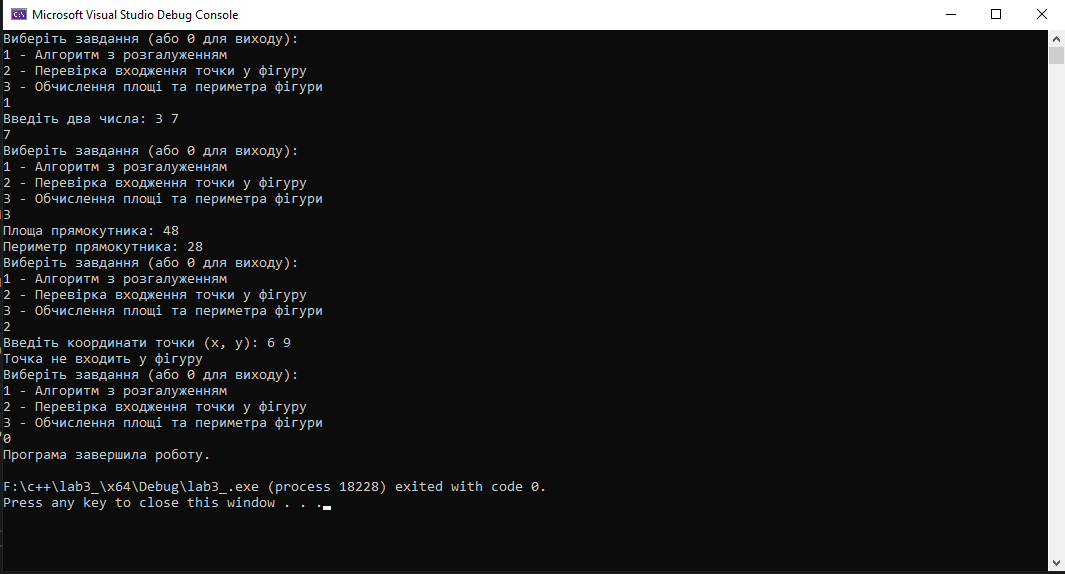 Microsoft Visual Studio Debug Console
Виберіть завдання (або 0 для виходу):
1 - Алгоритм з розгалуженням
2 - Перевірка входження точки у фігуру
3 - Обчислення площі та периметра фігури
1
Введіть два числа: 3 7
7
Виберіть завдання (або 0 для виходу):
1 - Алгоритм з розгалуженням
2 - Перевірка входження точки у фігуру
3 - Обчислення площі та периметра фігури
3
Площа прямокутника: 48
Периметр прямокутника: 28
Виберіть завдання (або 0 для виходу):
1 - Алгоритм з розгалуженням
2 - Перевірка входження точки у фігуру
3 - Обчислення площі та периметра фігури
2
Введіть координати точки (x, y): 6 9
Точка не входить у фігуру
Виберіть завдання (або 0 для виходу):
1 - Алгоритм з розгалуженням
2 - Перевірка входження точки у фігуру
3 - Обчислення площі та периметра фігури
0
Програма завершила роботу.
F:\c++\lab3_\x64\Debug\lab3_.exe (process 18228) exited with code 0.
Press any key to close this window . . .